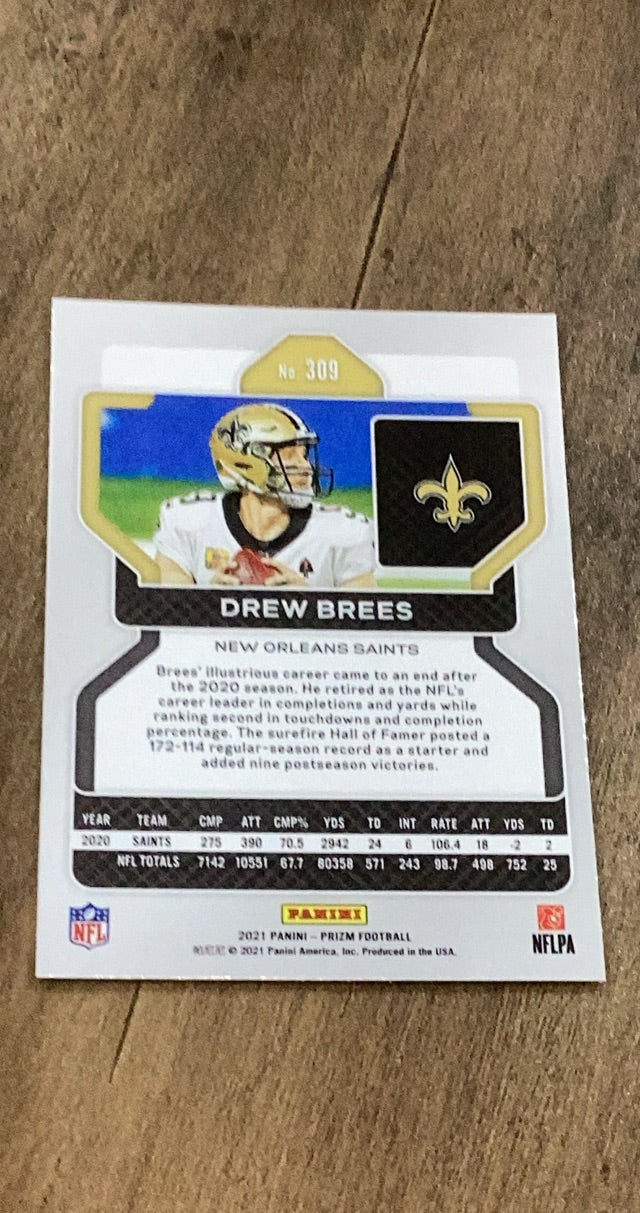 No. 309
DREW BREES
NEW ORLEANS SAINTS
Brees' illustrious career came to an end after
the 2020 season. He retired as the NFL's
career leader in completions and yards while
ranking second in touchdowns and completion
percentage. The surefire Hall of Famer posted a
172-114 regular-season record as a starter and
added nine postseason victories.
YEAR TEAM CMP ATT CMP% YDS TD INT RATE ATT YDS TD
2020 SAINTS 275 390 70.5 2942 24 6 106.4 18 -2 2
NFL TOTALS 7142 10551 67.7 80358 571 243 98.7 498 752 25
NFL
PANINI
2021 PANINI – PRIZM FOOTBALL
© 2021 Panini America, Inc. Produced in the USA.
NFLPA